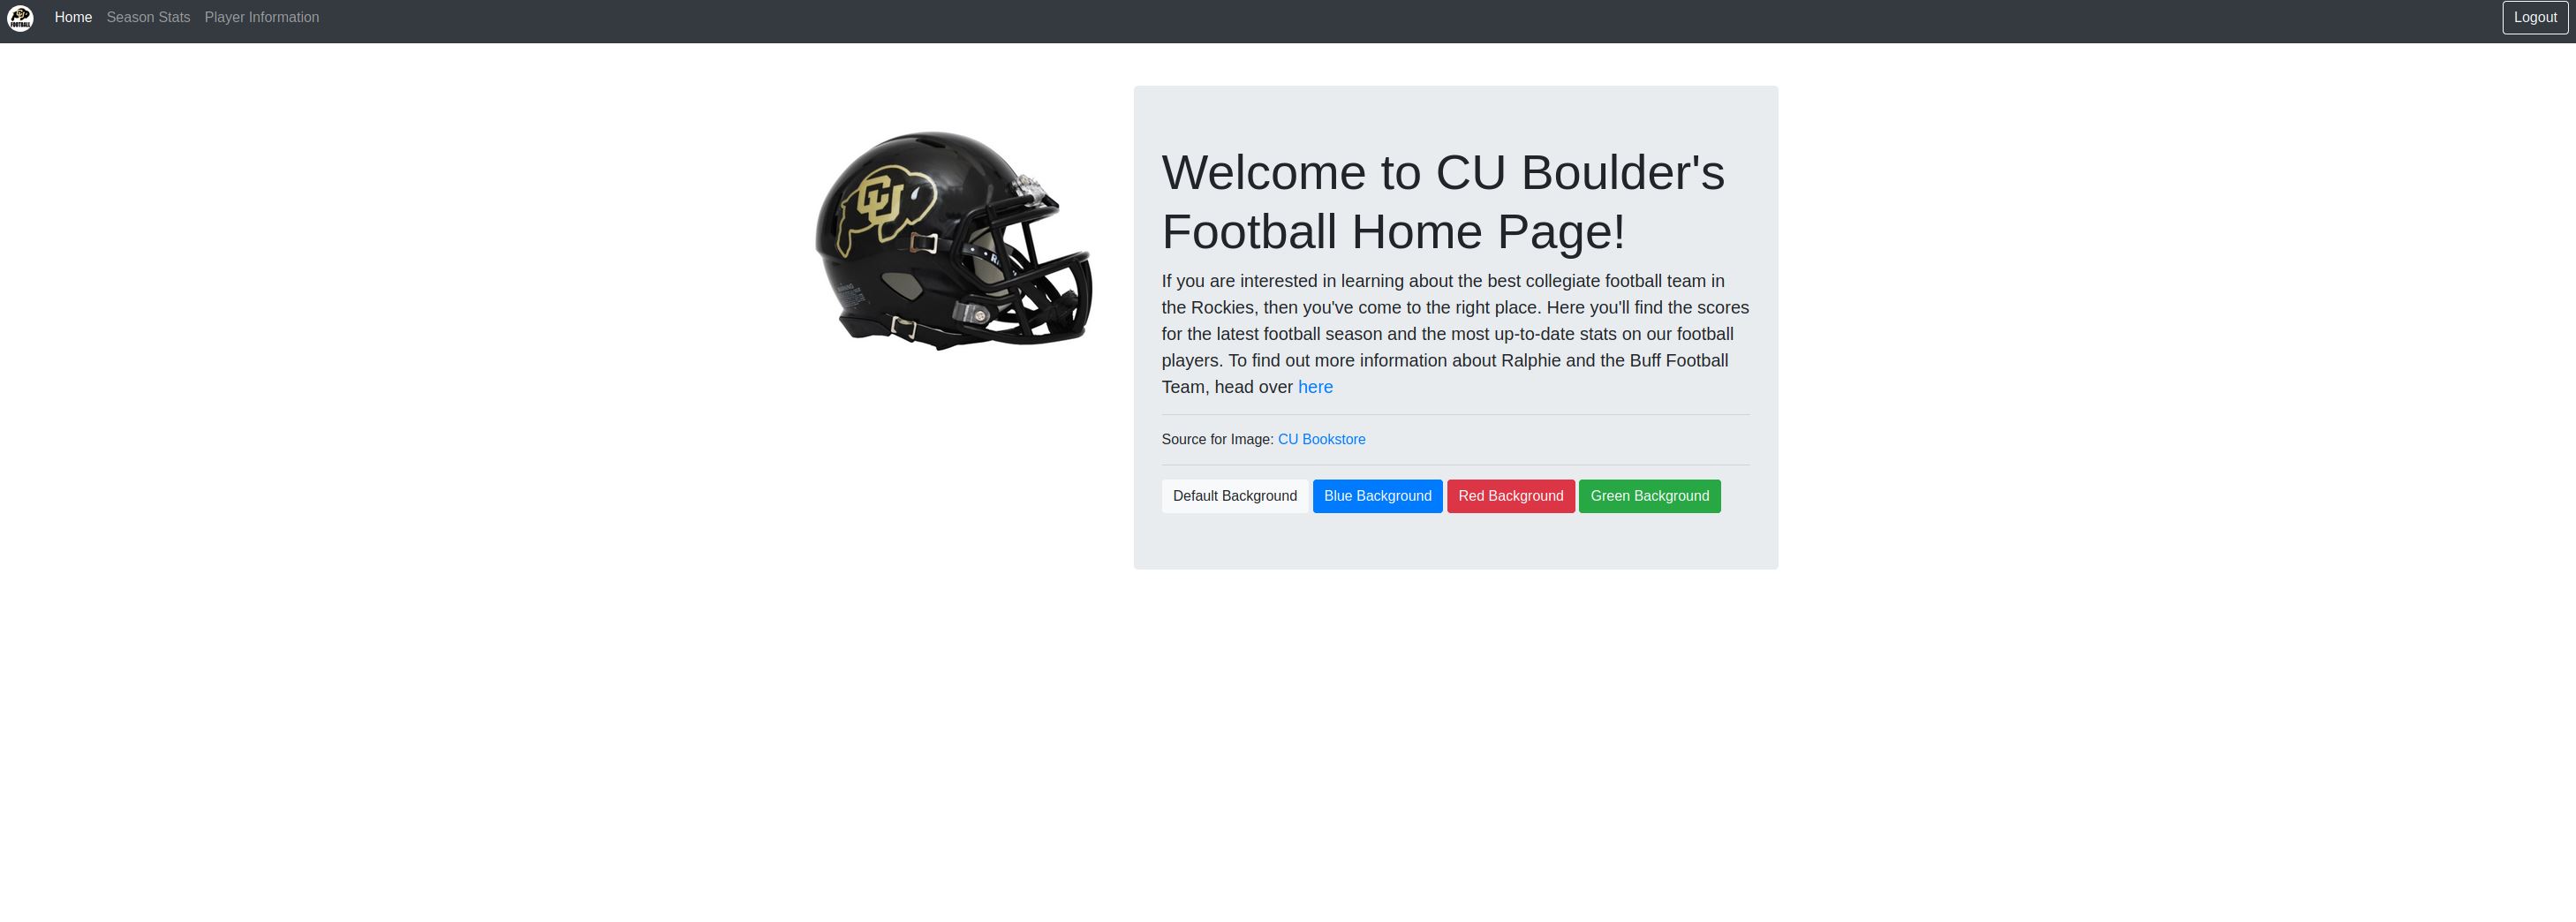 FOOTBALL
Home Season Stats Player Information
Logout
CU
Welcome to CU Boulder's
Football Home Page!
If you are interested in learning about the best collegiate football team in
the Rockies, then you've come to the right place. Here you'll find the scores
for the latest football season and the most up-to-date stats on our football
players. To find out more information about Ralphie and the Buff Football
Team, head over here
Source for Image: CU Bookstore
Default Background Blue Background Red Background Green Background